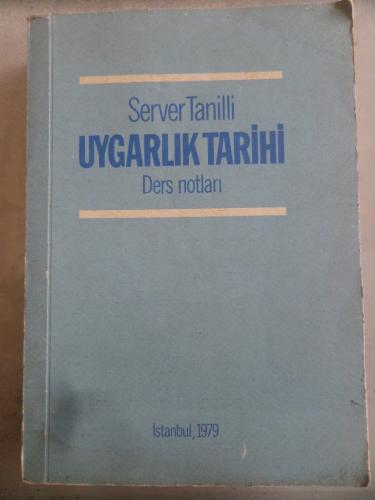 Server Tanilli
UYGARLIK TARİHİ
Ders notları
İstanbul, 1979